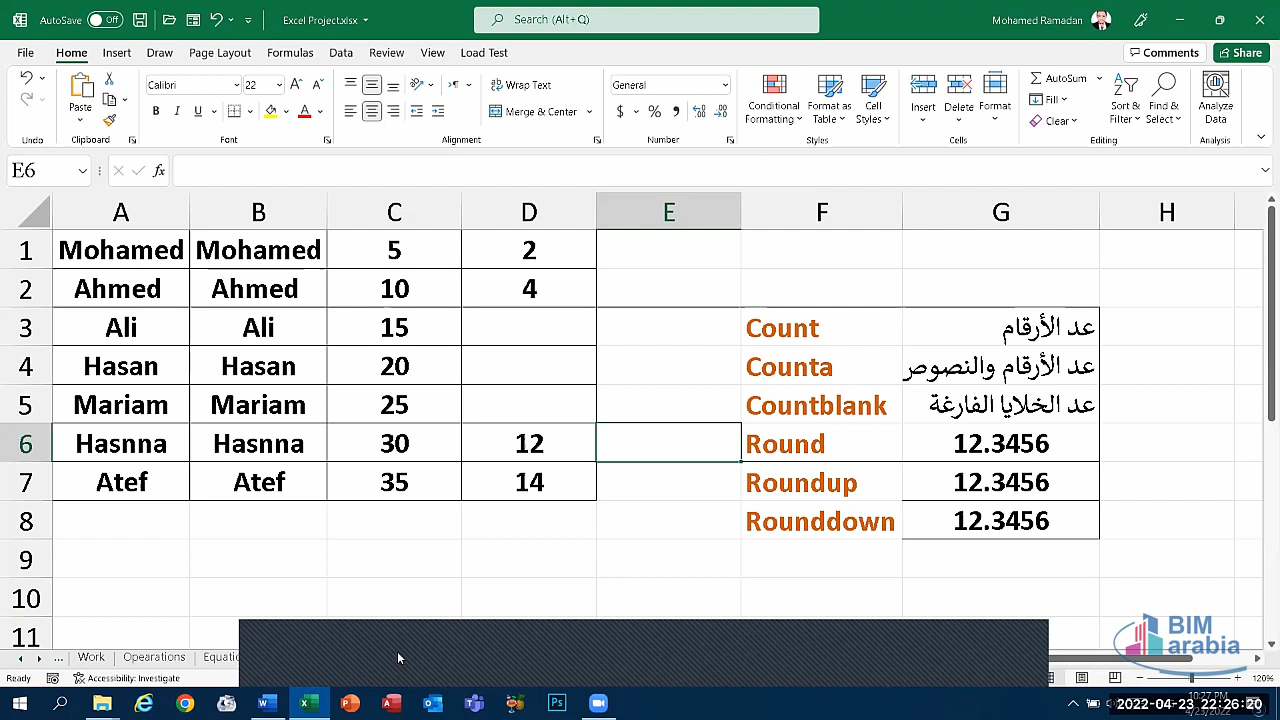 AutoSave Off Excel Project.xlsx Search (Alt+Q) Mohamed Ramadan
File Home Insert Draw Page Layout Formulas Data Review View Load Test Comments Share
Calibri 22 Wrap Text General AutoSum
Paste B I U Merge & Center $ % Conditional Formatting Format as Table Cell Styles Insert Delete Format Fill Clear Sort & Filter Find & Select Analyze Data
Undo Clipboard Font Alignment Number Styles Cells Editing Analysis
E6 fx
A B C D E F G H
1 Mohamed Mohamed 5 2
2 Ahmed Ahmed 10 4
3 Ali Ali 15 Count عد الأرقام
4 Hasan Hasan 20 Counta عد الأرقام والنصوص
5 Mariam Mariam 25 Countblank عد الخلايا الفارغة
6 Hasnna Hasnna 30 12 Round 12.3456
7 Atef Atef 35 14 Roundup 12.3456
8 Rounddown 12.3456
9
10
11
BIM
arabia
... Work Operations Equatio
Ready Accessibility: Investigate 120%
2022-04-23 22:26:20